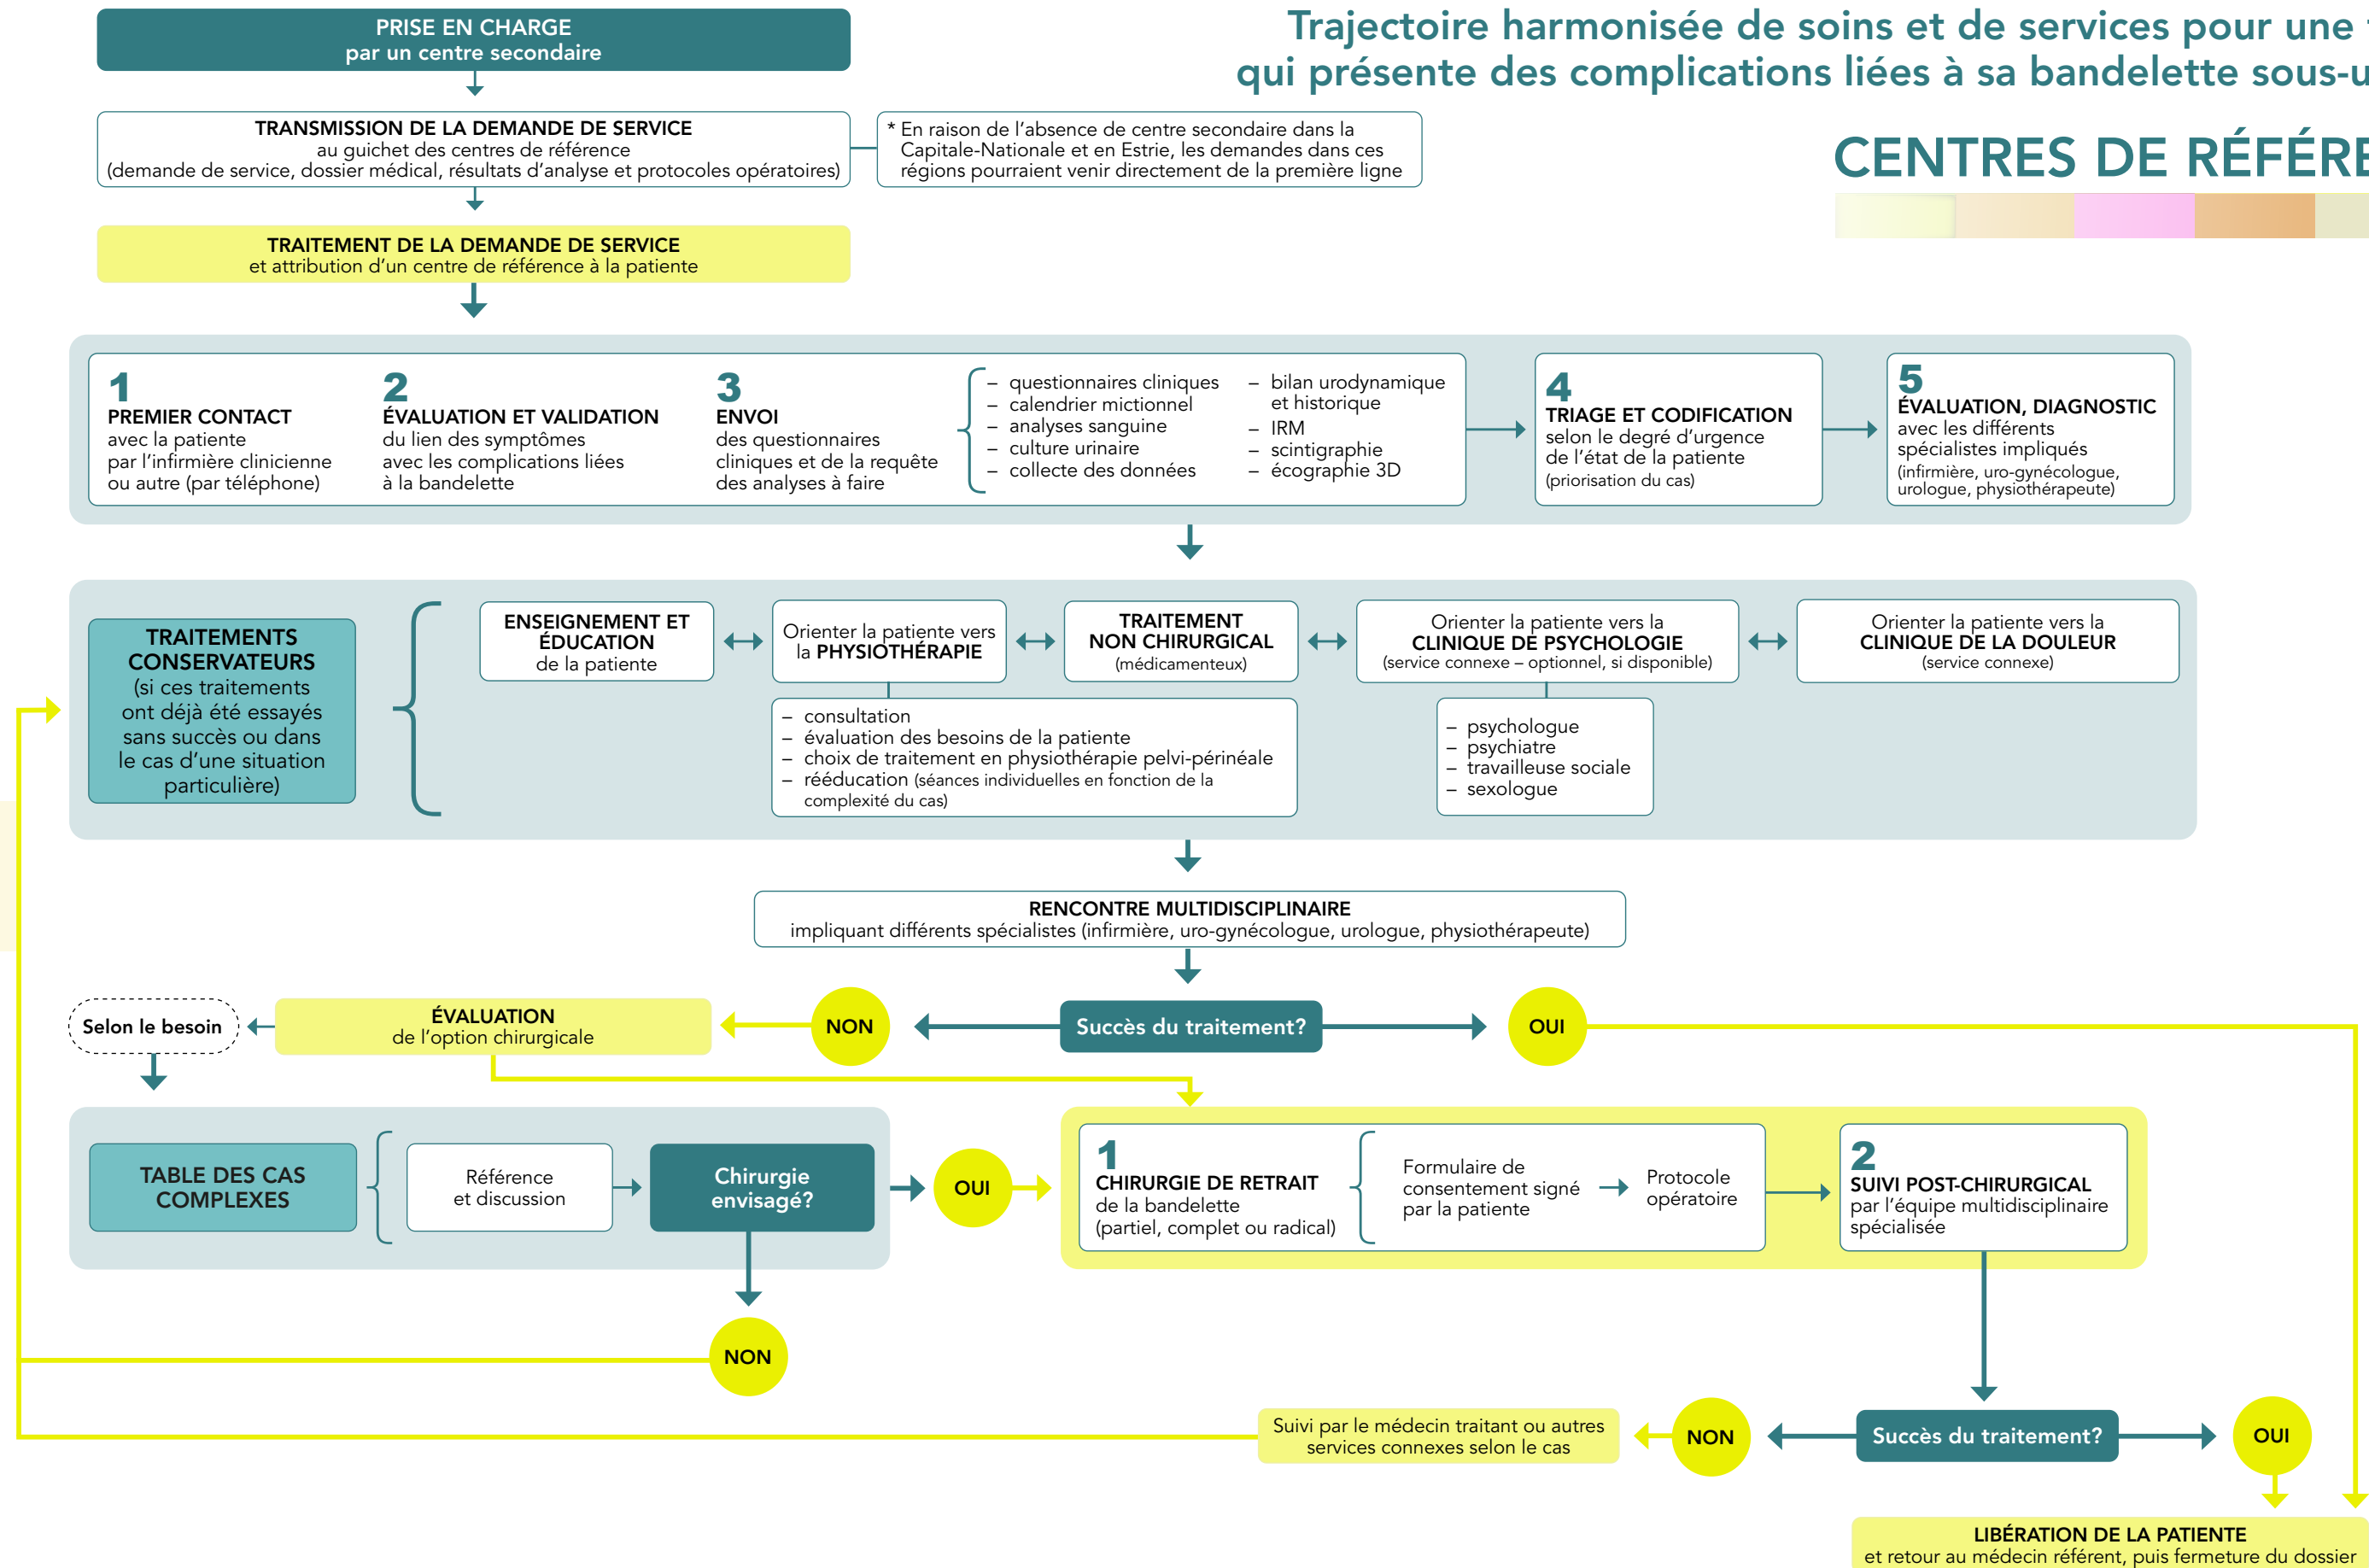 PRISE EN CHARGE
par un centre secondaire
Trajectoire harmonisée de soins et de services pour une
qui présente des complications liées à sa bandelette
CENTRES DE
TRANSMISSION DE LA DEMANDE DE SERVICE
au guichet des centres de référence
(demande de service, dossier médical, résultats d’analyse et protocoles opératoires)
* En raison de l’absence de centre secondaire dans la
Capitale-Nationale et en Estrie, les demandes dans ces
régions pourraient venir directement de la première ligne
TRAITEMENT DE LA DEMANDE DE SERVICE
et attribution d’un centre de référence à la patiente
1
PREMIER CONTACT
avec la patiente
par l’infirmière clinicienne
ou autre (par téléphone)
2
ÉVALUATION ET VALIDATION
du lien des symptômes
avec les complications liées
à la bandelette
3
ENVOI
des questionnaires
cliniques et de la requête
des analyses à faire
– questionnaires cliniques
– calendrier mictionnel
– analyses sanguine
– culture urinaire
– collecte des données
– bilan urodynamique
et historique
– IRM
– scintigraphie
– écographie 3D
4
TRIAGE ET CODIFICATION
selon le degré d’urgence
de l’état de la patiente
(priorisation du cas)
5
ÉVALUATION, DIAGNOSTIC
avec les différents
spécialistes impliqués
(infirmière, uro-gynécologue,
urologue, physiothérapeute)
TRAITEMENTS
CONSERVATEURS
(si ces traitements
ont déjà été essayés
sans succès ou dans
le cas d’une situation
particulière)
ENSEIGNEMENT ET
ÉDUCATION
de la patiente
Orienter la patiente vers
la PHYSIOTHÉRAPIE
TRAITEMENT
NON CHIRURGICAL
(médicamenteux)
Orienter la patiente vers la
CLINIQUE DE PSYCHOLOGIE
(service connexe – optionnel, si disponible)
Orienter la patiente vers la
CLINIQUE DE LA DOULEUR
(service connexe)
– consultation
– évaluation des besoins de la patiente
– choix de traitement en physiothérapie pelvi-périnéale
– rééducation (séances individuelles en fonction de la
complexité du cas)
– psychologue
– psychiatre
– travailleuse sociale
– sexologue
RENCONTRE MULTIDISCIPLINAIRE
impliquant différents spécialistes (infirmière, uro-gynécologue, urologue, physiothérapeute)
Selon le besoin
ÉVALUATION
de l’option chirurgicale
NON
Succès du traitement?
OUI
TABLE DES CAS
COMPLEXES
Référence
et discussion
Chirurgie
envisagé?
OUI
1
CHIRURGIE DE RETRAIT
de la bandelette
(partiel, complet ou radical)
Formulaire de
consentement signé
par la patiente
Protocole
opératoire
2
SUIVI POST-CHIRURGICAL
par l’équipe multidisciplinaire
spécialisée
NON
Suivi par le médecin traitant ou autres
services connexes selon le cas
NON
Succès du traitement?
OUI
LIBÉRATION DE LA PATIENTE
et retour au médecin référent, puis fermeture du dossier